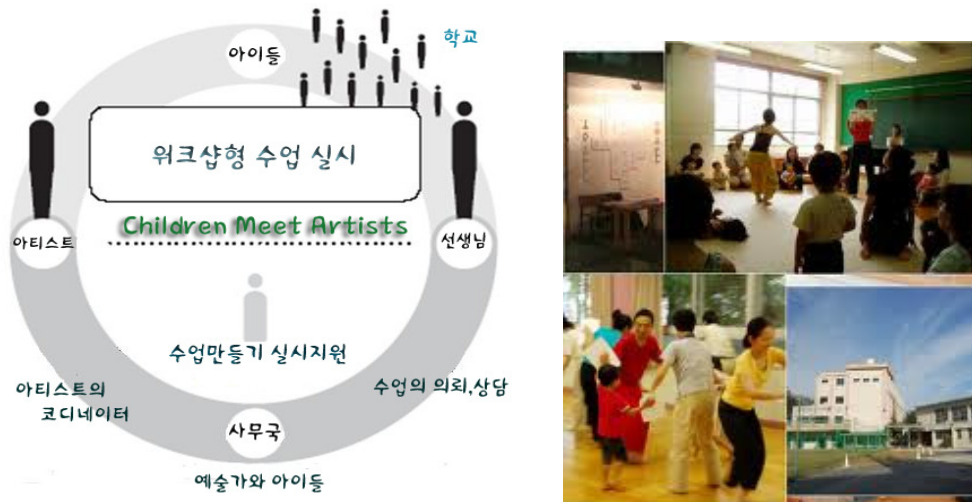 학교
아이들
워크샵형 수업 실시
Children Meet Artists
아티스트
선생님
수업만들기 실시지원
아티스트의
코디네이터
수업의 의뢰,상담
사무국
예술가와 아이들